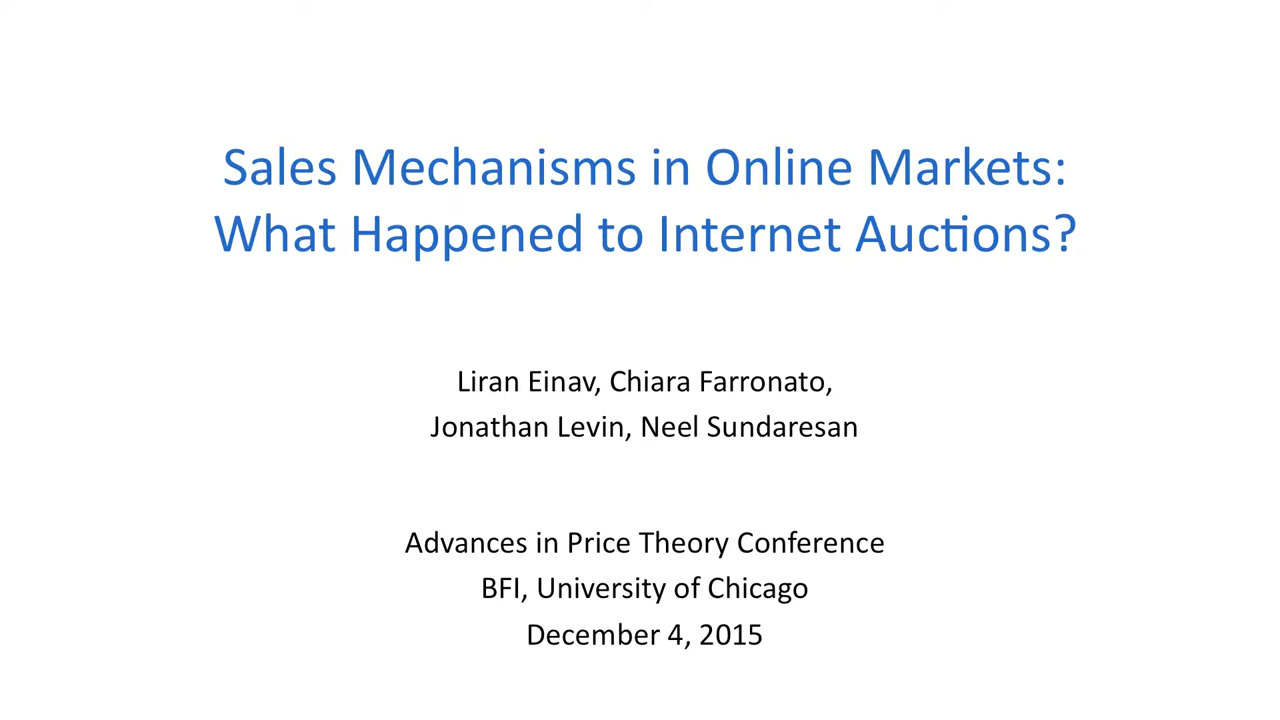 Sales Mechanisms in Online Markets:
What Happened to Internet Auctions?
Liran Einav, Chiara Farronato,
Jonathan Levin, Neel Sundaresan
Advances in Price Theory Conference
BFI, University of Chicago
December 4, 2015